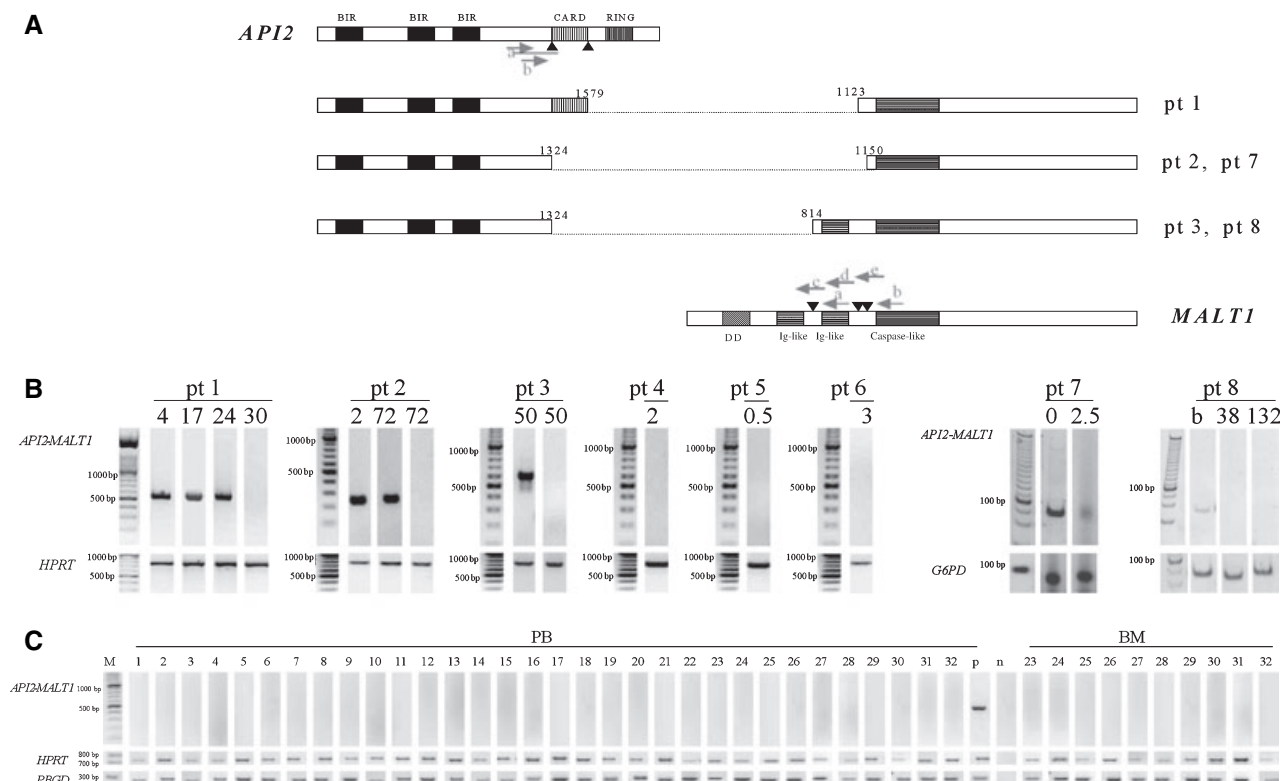 A
BIR BIR BIR CARD RING
API2
a
b
1579 1123
pt 1
1324 1150
pt 2, pt 7
1324 814
pt 3, pt 8
c d e
a b
MALT1
DD Ig-like Ig-like Caspase-like
B
pt 1 pt 2 pt 3 pt 4 pt 5 pt 6 pt 7 pt 8
4 17 24 30 2 72 72 50 50 2 0.5 3 0 2.5 b 38 132
API2-MALT1 1000 bp 500 bp 1000 bp 500 bp 1000 bp 500 bp 1000 bp 500 bp 1000 bp 500 bp 1000 bp 500 bp API2-MALT1 100 bp 100 bp
HPRT 1000 bp 500 bp 1000 bp 500 bp 1000 bp 500 bp 1000 bp 500 bp 1000 bp 500 bp 1000 bp 500 bp G6PD 100 bp 100 bp
C
PB BM
M 1 2 3 4 5 6 7 8 9 10 11 12 13 14 15 16 17 18 19 20 21 22 23 24 25 26 27 28 29 30 31 32 p n 23 24 25 26 27 28 29 30 31 32
API2-MALT1 1000 bp
500 bp
HPRT 800 bp
700 bp
PBGD 300 bp